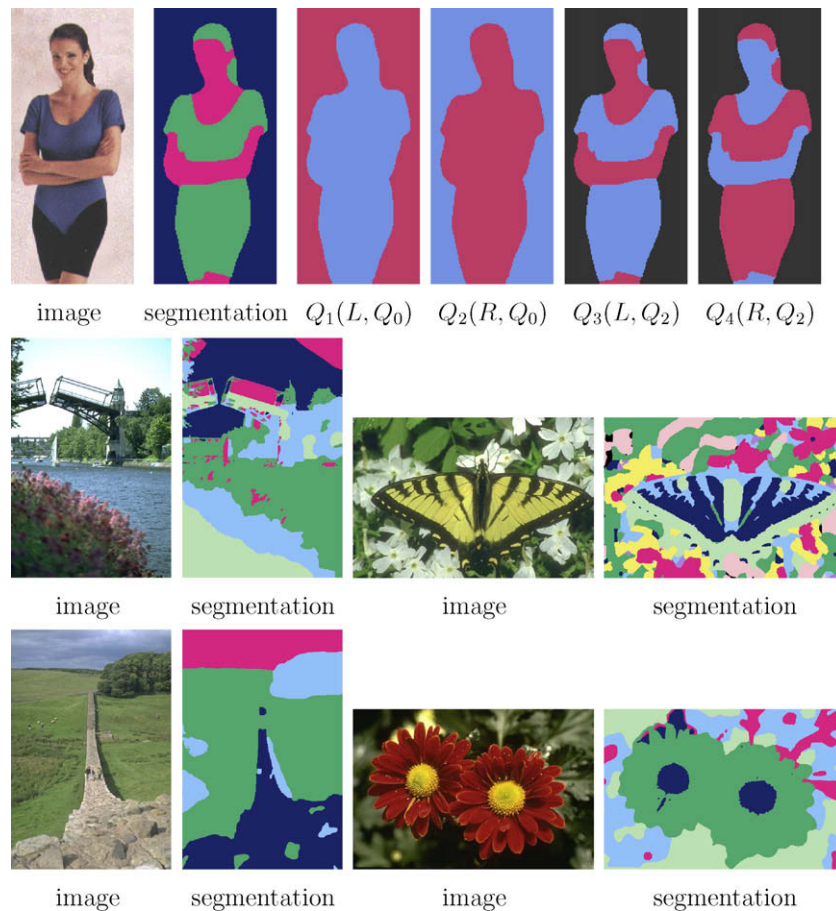 image segmentation Q₁(L, Q₀) Q₂(R, Q₀) Q₃(L, Q₂) Q₄(R, Q₂)
image segmentation image segmentation
image segmentation image segmentation